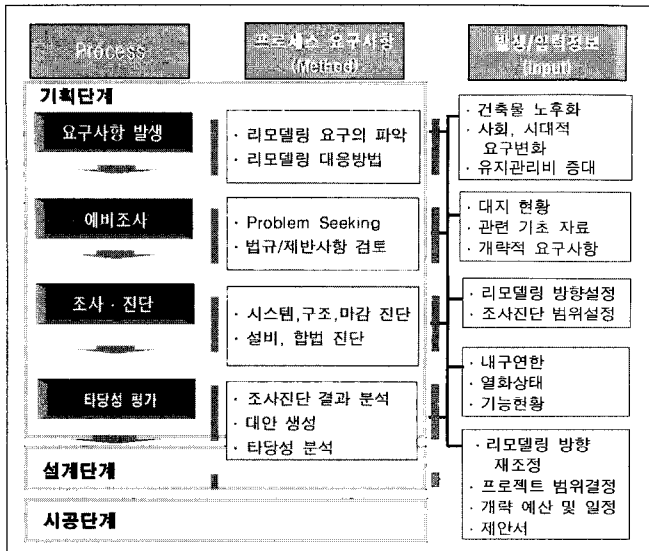 Process
프로세스 요구사항
(Method)
발생/입력정보
(Input)
기획단계
요구사항 발생
· 리모델링 요구의 파악
· 리모델링 대응방법
· 건축물 노후화
· 사회, 시대적
요구변화
· 유지관리비 증대
예비조사
· Problem Seeking
· 법규/제반사항 검토
· 대지 현황
· 관련 기초 자료
· 개략적 요구사항
조사 · 진단
· 시스템,구조,마감 진단
· 설비, 합법 진단
· 리모델링 방향설정
· 조사진단 범위설정
· 내구연한
· 열화상태
· 기능현황
타당성 평가
· 조사진단 결과 분석
· 대안 생성
· 타당성 분석
· 리모델링 방향
재조정
· 프로젝트 범위결정
· 개략 예산 및 일정
· 제안서
설계단계
시공단계